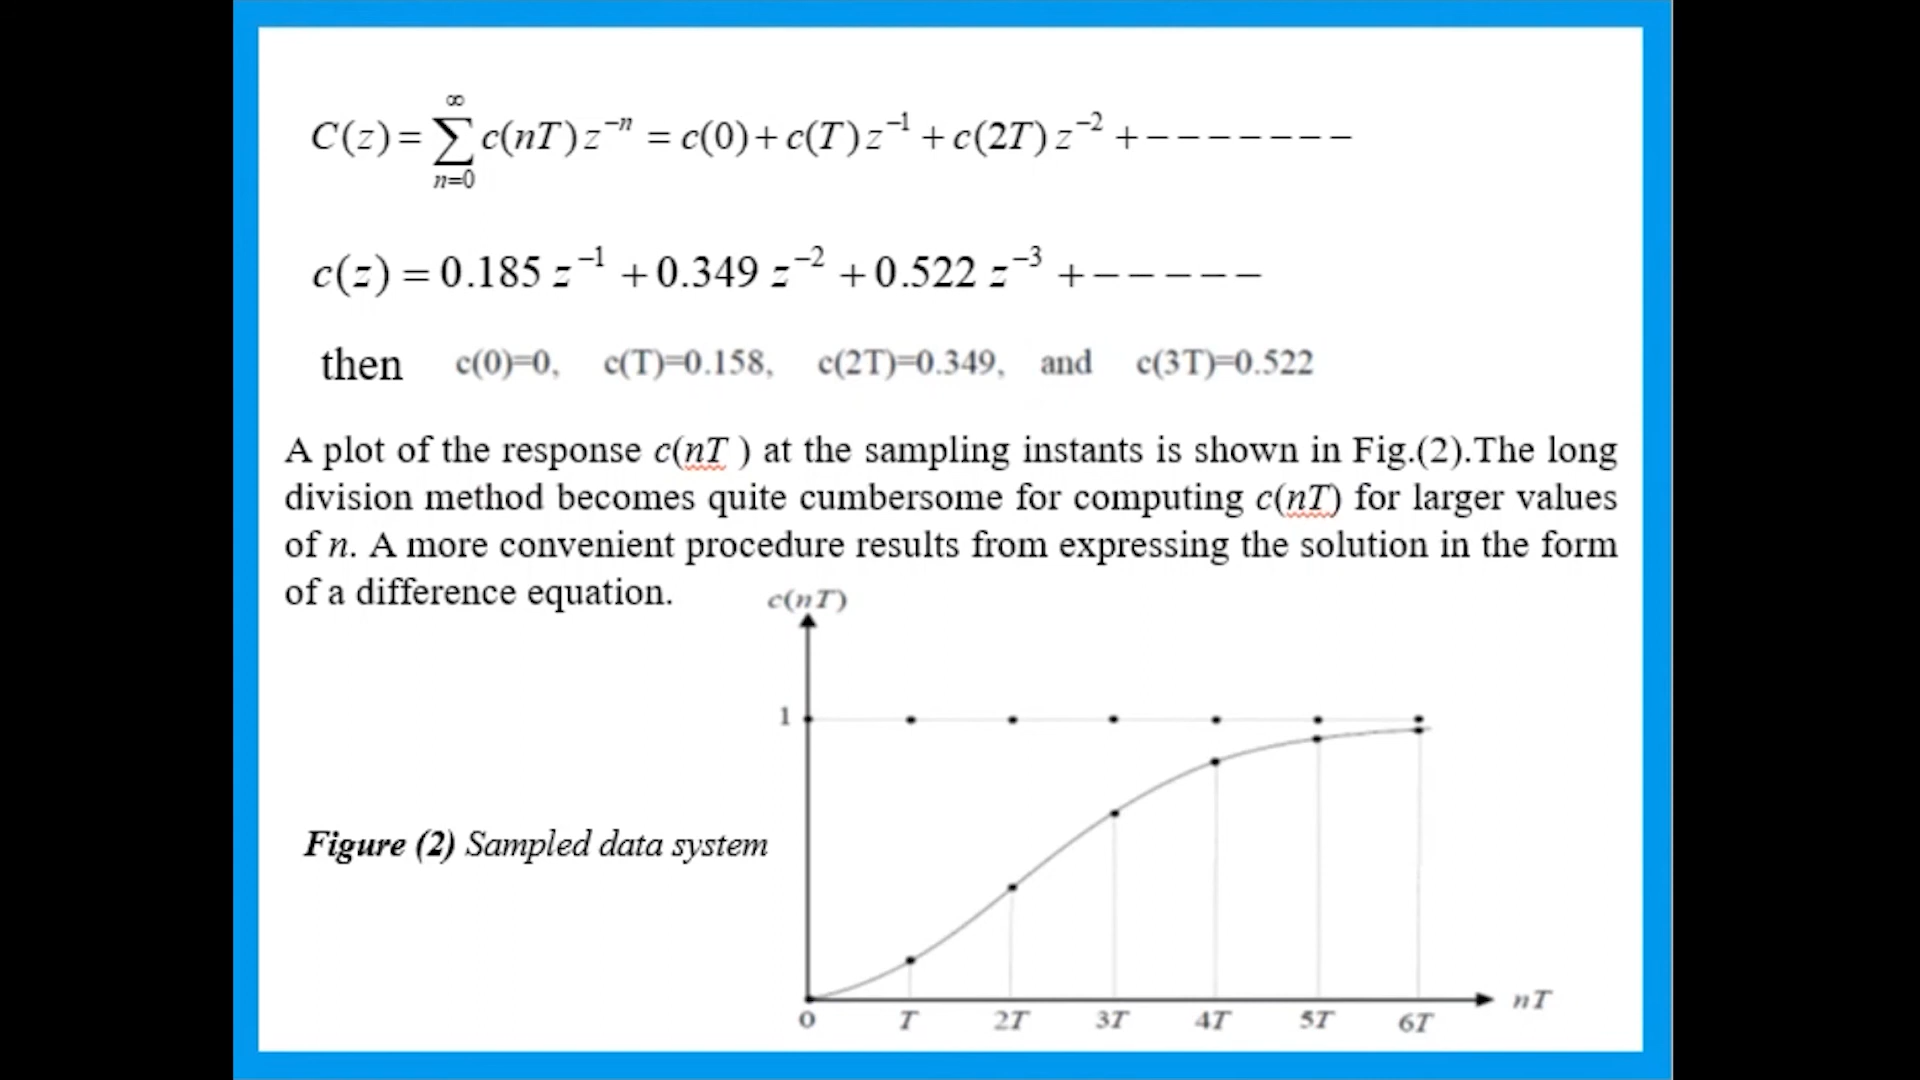 C(z) = ∑ c(nT) z⁻ⁿ = c(0) + c(T) z⁻¹ + c(2T) z⁻² + − − − − − − −
∞
n=0
c(z) = 0.185 z⁻¹ + 0.349 z⁻² + 0.522 z⁻³ + − − − − −
then c(0)=0, c(T)=0.158, c(2T)=0.349, and c(3T)=0.522
A plot of the response c(nT ) at the sampling instants is shown in Fig.(2).The long
division method becomes quite cumbersome for computing c(nT) for larger values
of n. A more convenient procedure results from expressing the solution in the form
of a difference equation.
c(nT)
1
Figure (2) Sampled data system
0 T 2T 3T 4T 5T 6T
nT